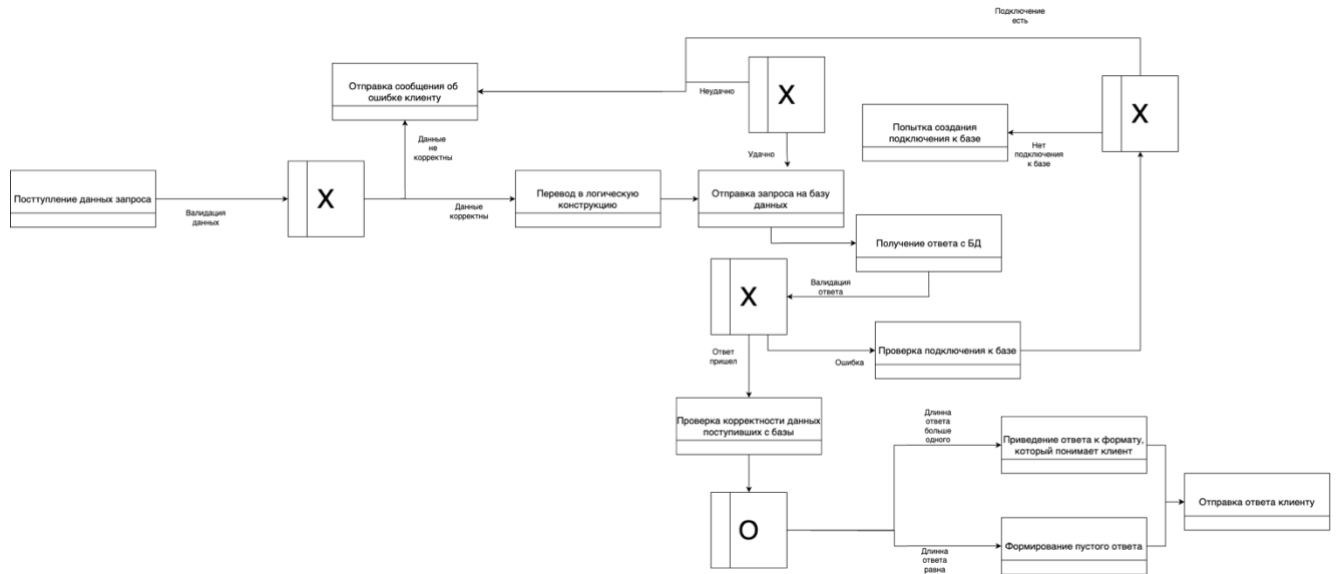 Подключение
есть
Отправка сообщения об
ошибке клиенту
Неудачно
X
X
Попытка создания
подключения к базе
Данные
не
корректны
Удачно
Нет
подключения
к базе
Посттупление данных запроса
Валидация
данных
X
Данные
корректны
Перевод в логическую
конструкцию
Отправка запроса на базу
данных
Получение ответа с БД
Валидация
ответа
X
Ответ
пришел
Ошибка
Проверка подключения к базе
Проверка корректности данных
поступивших с базы
Длинна
ответа
больше
одного
Приведение ответа к формату,
который понимает клиент
Отправка ответа клиенту
O
Формирование пустого ответа
Длинна
ответа
равна